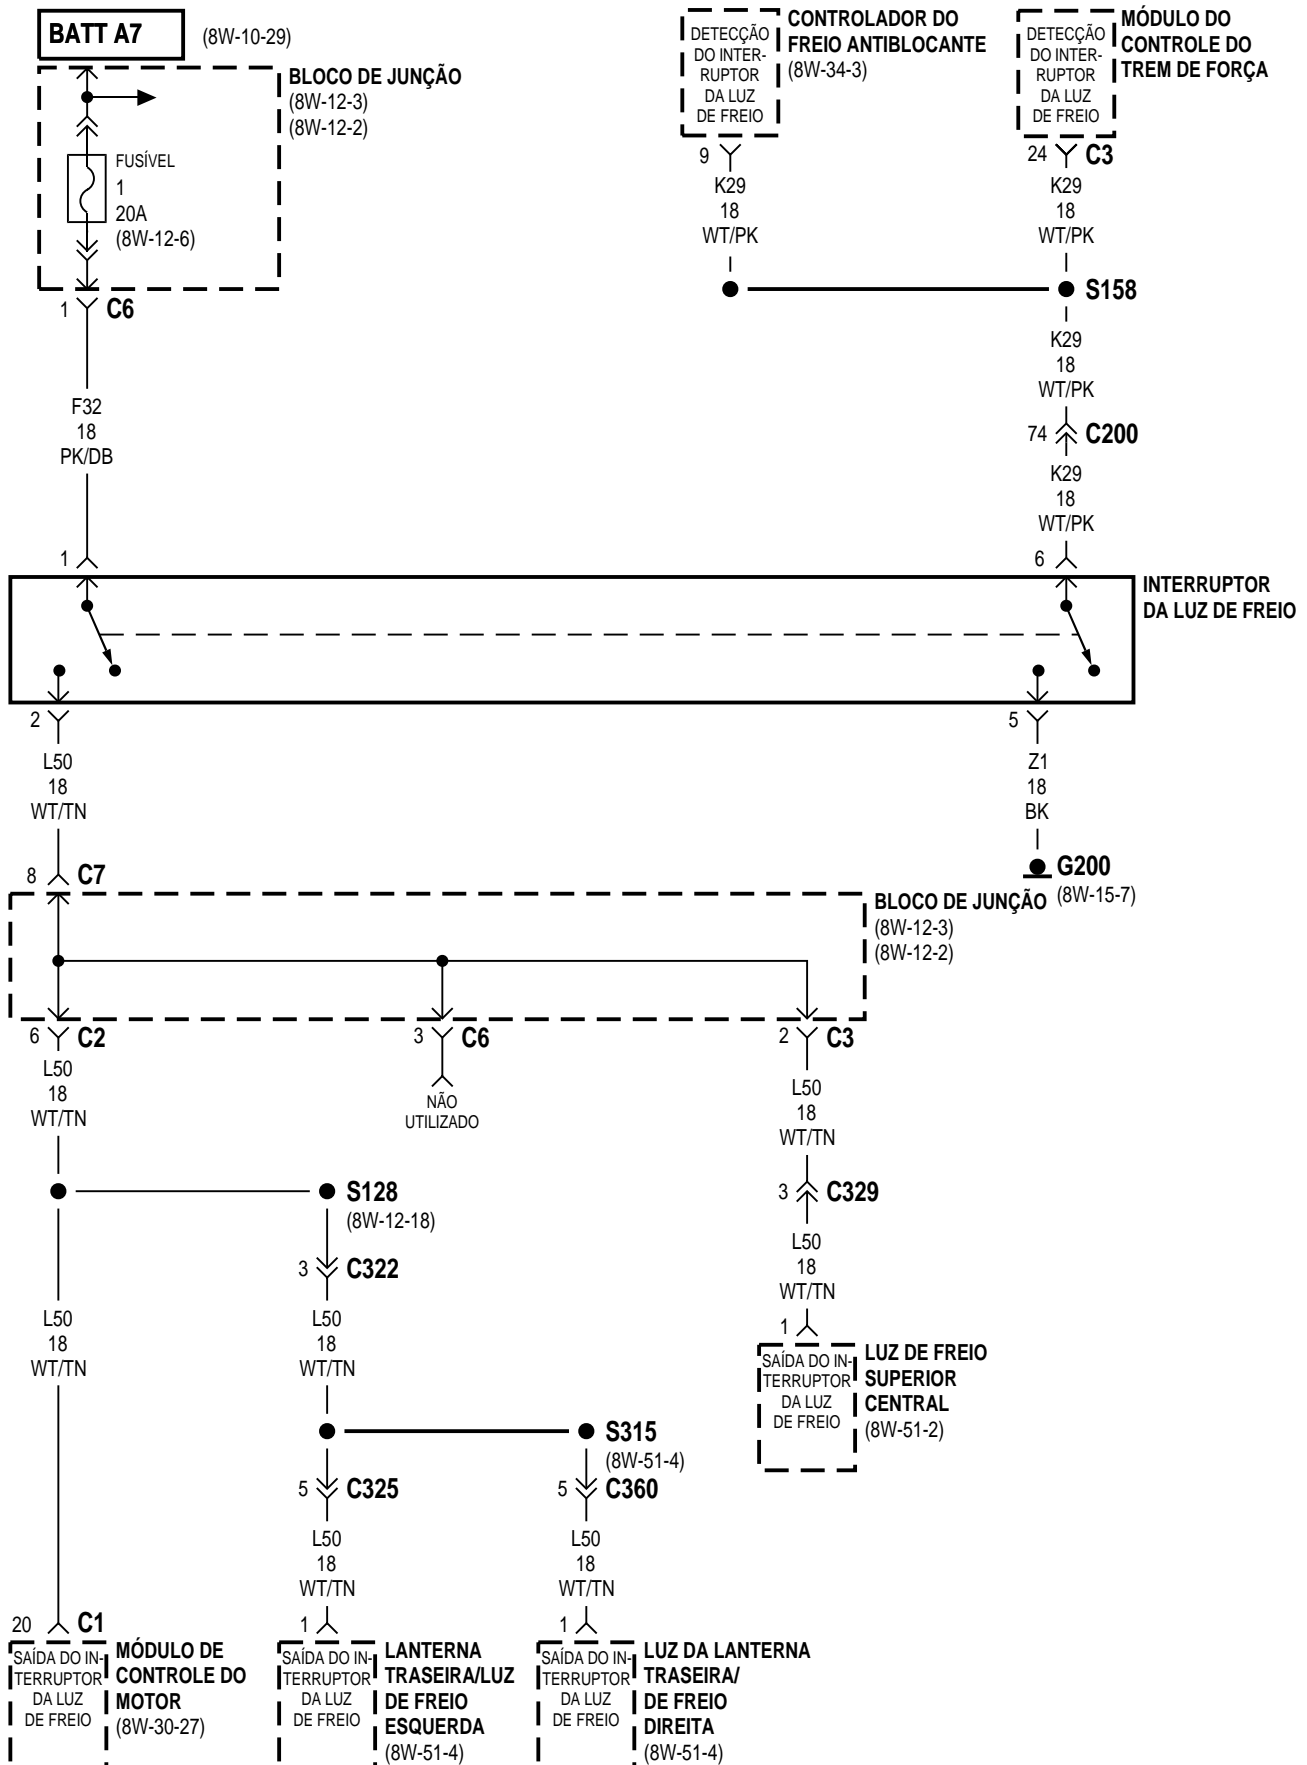 BATT A7
(8W-10-29)
BLOCO DE JUNÇÃO
(8W-12-3)
(8W-12-2)
FUSÍVEL
1
20A
(8W-12-6)
1
C6
F32
18
PK/DB
1
DETECÇÃO
DO INTER-
RUPTOR
DA LUZ
DE FREIO
CONTROLADOR DO
FREIO ANTIBLOCANTE
(8W-34-3)
9
K29
18
WT/PK
DETECÇÃO
DO INTER-
RUPTOR
DA LUZ
DE FREIO
MÓDULO DO
CONTROLE DO
TREM DE FORÇA
24
C3
K29
18
WT/PK
S158
K29
18
WT/PK
74
C200
K29
18
WT/PK
6
INTERRUPTOR
DA LUZ DE FREIO
2
L50
18
WT/TN
8
C7
5
Z1
18
BK
G200
(8W-15-7)
BLOCO DE JUNÇÃO
(8W-12-3)
(8W-12-2)
6
C2
L50
18
WT/TN
3
C6
NÃO
UTILIZADO
2
C3
L50
18
WT/TN
3
C329
L50
18
WT/TN
1
SAÍDA DO IN-
TERRUPTOR
DA LUZ
DE FREIO
LUZ DE FREIO
SUPERIOR
CENTRAL
(8W-51-2)
S128
(8W-12-18)
3
C322
L50
18
WT/TN
L50
18
WT/TN
S315
(8W-51-4)
5
C325
5
C360
L50
18
WT/TN
L50
18
WT/TN
20
C1
1
1
SAÍDA DO IN-
TERRUPTOR
DA LUZ
DE FREIO
MÓDULO DE
CONTROLE DO
MOTOR
(8W-30-27)
SAÍDA DO IN-
TERRUPTOR
DA LUZ
DE FREIO
LANTERNA
TRASEIRA/LUZ
DE FREIO
ESQUERDA
(8W-51-4)
SAÍDA DO IN-
TERRUPTOR
DA LUZ
DE FREIO
LUZ DA LANTERNA
TRASEIRA/
DE FREIO
DIREITA
(8W-51-4)